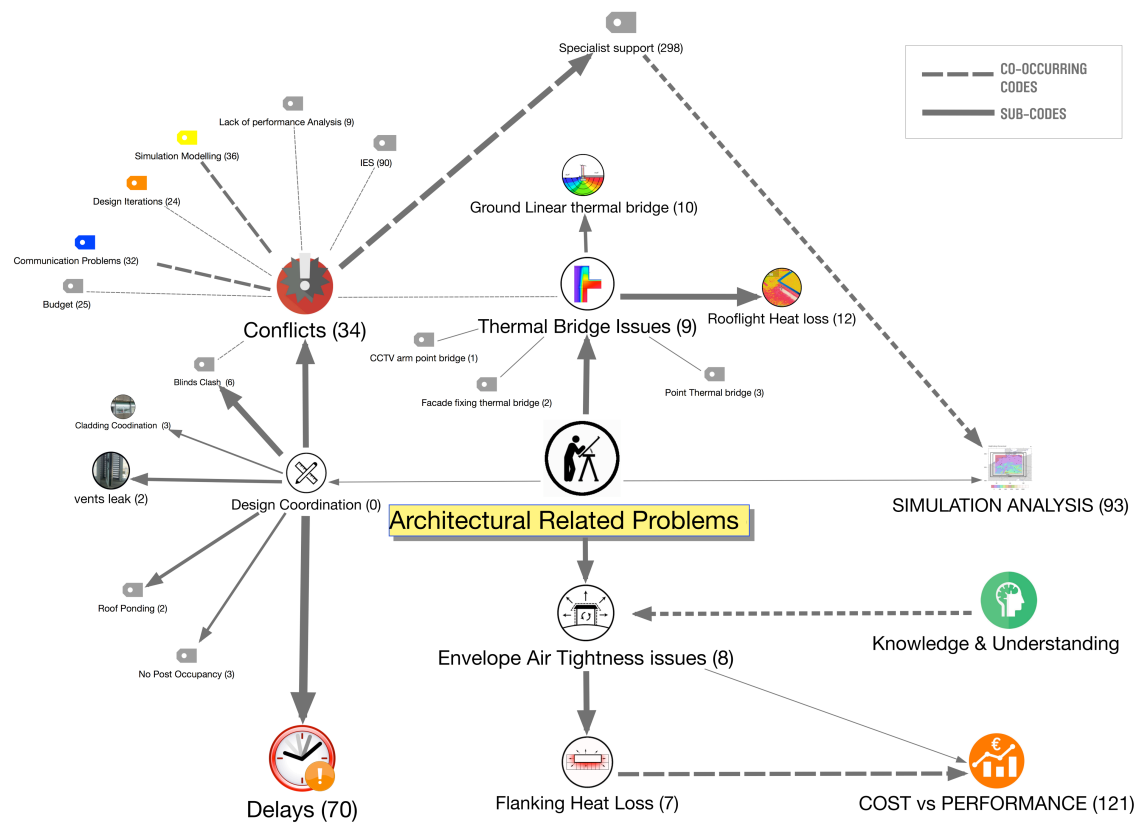 Specialist support (298)
CO-OCCURRING
CODES
SUB-CODES
Lack of performance Analysis (9)
Simulation Modelling (36)
IES (90)
Design Iterations (24)
Ground Linear thermal bridge (10)
Communication Problems (32)
Budget (25)
Conflicts (34)
Thermal Bridge Issues (9)
Rooflight Heat loss (12)
CCTV arm point bridge (1)
Blinds Clash (6)
Facade fixing thermal bridge (2)
Point Thermal bridge (3)
Cladding Coodination (3)
vents leak (2)
Design Coordination (0)
SIMULATION ANALYSIS (93)
Architectural Related Problems
Roof Ponding (2)
Knowledge & Understanding
Envelope Air Tightness issues (8)
No Post Occupancy (3)
€
!
Delays (70)
Flanking Heat Loss (7)
COST vs PERFORMANCE (121)